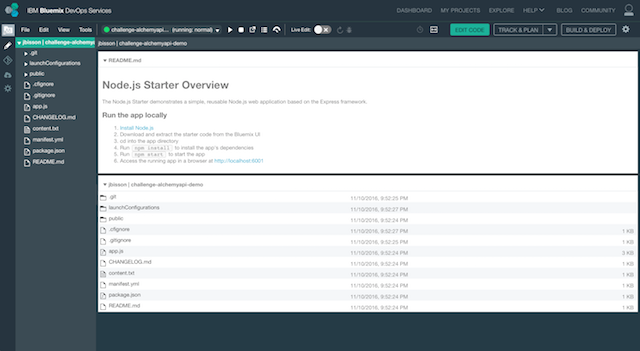 IBM Bluemix DevOps Services
DASHBOARD MY PROJECTS EXPLORE HELP BLOG COMMUNITY
File Edit View Tools challenge-alchemyapi-... (running: normal) Live Edit: EDIT CODE TRACK & PLAN BUILD & DEPLOY
jbisson | challenge-alchemyapi
.git
launchConfigurations
public
.cfignore
.gitignore
app.js
CHANGELOG.md
content.txt
manifest.yml
package.json
README.md
jbisson | challenge-alchemyapi-demo
README.md
Node.js Starter Overview
The Node.js Starter demonstrates a simple, reusable Node.js web application based on the Express framework.
Run the app locally
1. Install Node.js
2. Download and extract the starter code from the Bluemix UI
3. cd into the app directory
4. Run npm install to install the app's dependencies
5. Run npm start to start the app
6. Access the running app in a browser at http://localhost:6001
jbisson | challenge-alchemyapi-demo
.git 11/10/2016, 9:52:25 PM
launchConfigurations 11/10/2016, 9:52:27 PM
public 11/10/2016, 9:52:24 PM
.cfignore 11/10/2016, 9:52:27 PM 1 KB
.gitignore 11/10/2016, 9:52:27 PM 1 KB
app.js 11/10/2016, 9:52:24 PM 3 KB
CHANGELOG.md 11/10/2016, 9:52:24 PM 1 KB
content.txt 11/10/2016, 9:52:24 PM 1 KB
manifest.yml 11/10/2016, 9:52:24 PM 1 KB
package.json 11/10/2016, 9:52:24 PM 1 KB
README.md 11/10/2016, 9:52:24 PM 1 KB